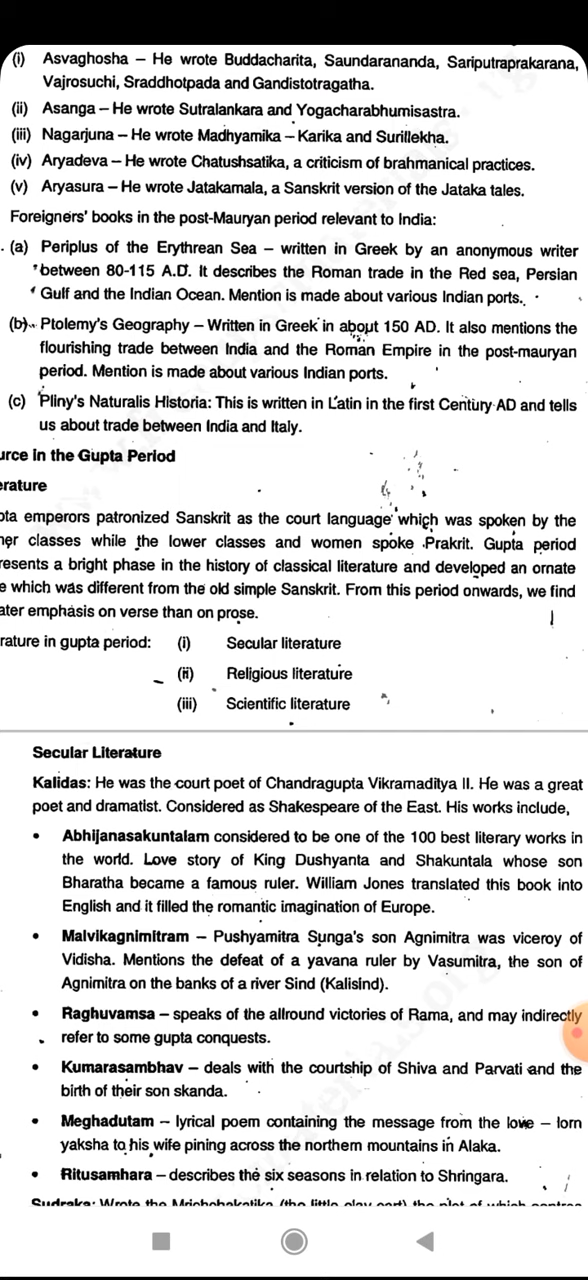 (i) Asvaghosha – He wrote Buddacharita, Saundarananda, Sariputraprakarana,
Vajrosuchi, Sraddhotpada and Gandistotragatha.
(ii) Asanga – He wrote Sutralankara and Yogacharabhumisastra.
(iii) Nagarjuna – He wrote Madhyamika – Karika and Surillekha.
(iv) Aryadeva – He wrote Chatushsatika, a criticism of brahmanical practices.
(v) Aryasura – He wrote Jatakamala, a Sanskrit version of the Jataka tales.
Foreigners' books in the post-Mauryan period relevant to India:
(a) Periplus of the Erythrean Sea – written in Greek by an anonymous writer
between 80-115 A.D. It describes the Roman trade in the Red sea, Persian
Gulf and the Indian Ocean. Mention is made about various Indian ports.
(b) Ptolemy's Geography – Written in Greek in about 150 AD. It also mentions the
flourishing trade between India and the Roman Empire in the post-mauryan
period. Mention is made about various Indian ports.
(c) Pliny's Naturalis Historia: This is written in Latin in the first Century AD and tells
us about trade between India and Italy.
urce in the Gupta Period
erature
pta emperors patronized Sanskrit as the court language which was spoken by the
her classes while the lower classes and women spoke Prakrit. Gupta period
resents a bright phase in the history of classical literature and developed an ornate
e which was different from the old simple Sanskrit. From this period onwards, we find
ater emphasis on verse than on prose.
rature in gupta period: (i) Secular literature
(ii) Religious literature
(iii) Scientific literature
Secular Literature
Kalidas: He was the court poet of Chandragupta Vikramaditya II. He was a great
poet and dramatist. Considered as Shakespeare of the East. His works include,
• Abhijanasakuntalam considered to be one of the 100 best literary works in
the world. Love story of King Dushyanta and Shakuntala whose son
Bharatha became a famous ruler. William Jones translated this book into
English and it filled the romantic imagination of Europe.
• Malvikagnimitram – Pushyamitra Sunga's son Agnimitra was viceroy of
Vidisha. Mentions the defeat of a yavana ruler by Vasumitra, the son of
Agnimitra on the banks of a river Sind (Kalisind).
• Raghuvamsa – speaks of the allround victories of Rama, and may indirectly
refer to some gupta conquests.
• Kumarasambhav – deals with the courtship of Shiva and Parvati and the
birth of their son skanda.
• Meghadutam – lyrical poem containing the message from the love – lorn
yaksha to his wife pining across the northern mountains in Alaka.
• Ritusamhara – describes the six seasons in relation to Shringara.
Sudraka: Wrote the Mrichchakatika (the little clay cart) the plot of which